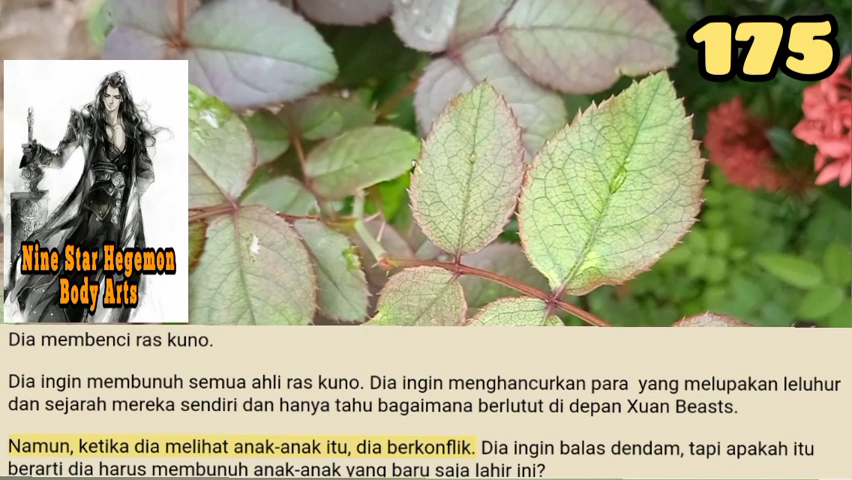 175
Nine Star Hegemon
Body Arts
Dia membenci ras kuno.
Dia ingin membunuh semua ahli ras kuno. Dia ingin menghancurkan para  yang melupakan leluhur
dan sejarah mereka sendiri dan hanya tahu bagaimana berlutut di depan Xuan Beasts.
Namun, ketika dia melihat anak-anak itu, dia berkonflik. Dia ingin balas dendam, tapi apakah itu
berarti dia harus membunuh anak-anak yang baru saja lahir ini?